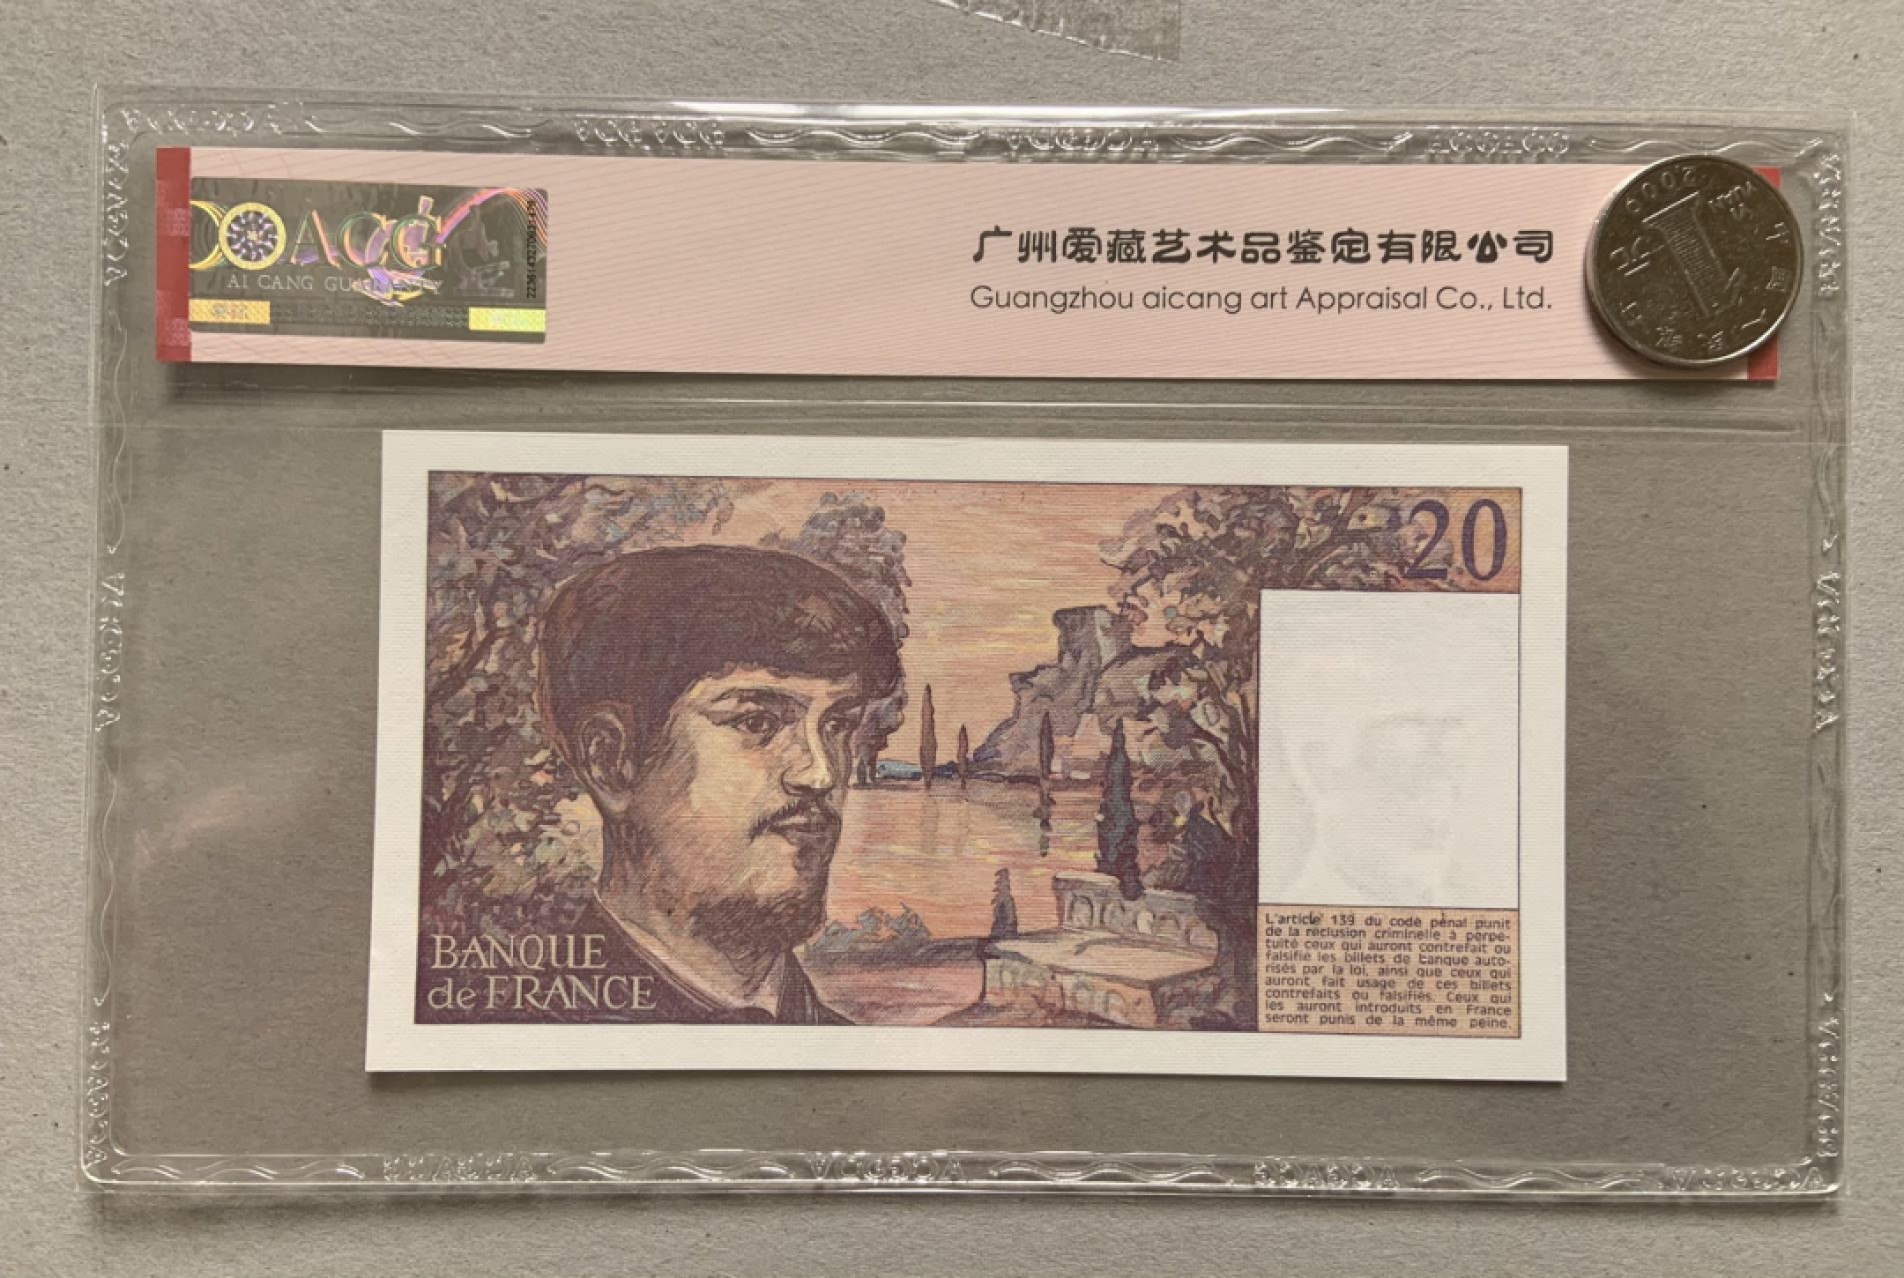 ACG
AI CANG GUARANTY
广州爱藏艺术品鉴定有限公司
Guangzhou aicang art Appraisal Co., Ltd.
1
YI YUAN
20
BANQUE
de FRANCE
L'article 139 du code pénal punit
de la réclusion criminelle à perpé-
tuité ceux qui auront contrefait ou
falsifié les billets de banque auto-
risés par la loi, ainsi que ceux qui
auront fait usage de ces billets
contrefaits ou falsifiés. Ceux qui
les auront introduits en France
seront punis de la même peine.